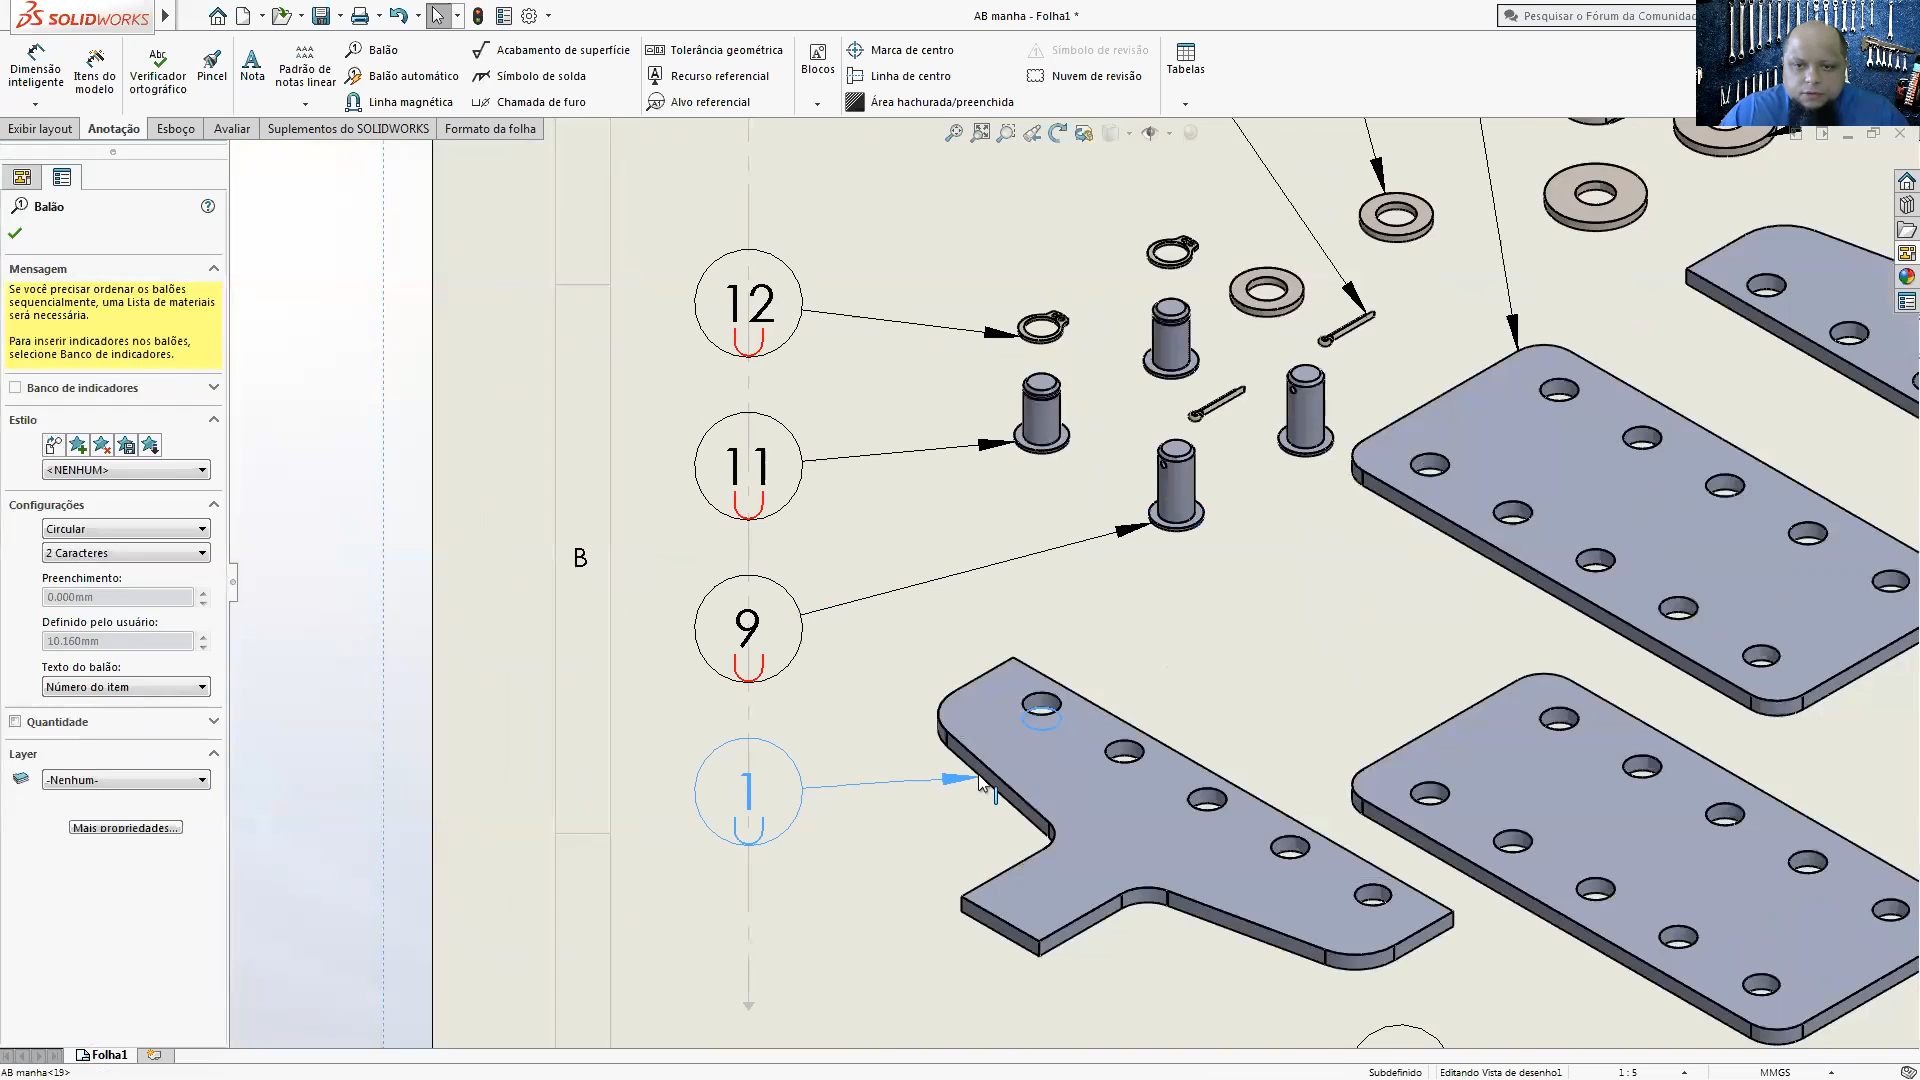 SOLIDWORKS
AB manha - Folha1 *
Pesquisar o Fórum da Comunidad
Dimensão inteligente
Itens do modelo
Abc
Verificador ortográfico
Pincel
Nota
Padrão de notas linear
Balão
Balão automático
Linha magnética
Acabamento de superfície
Símbolo de solda
Chamada de furo
Tolerância geométrica
Recurso referencial
Alvo referencial
Blocos
Marca de centro
Linha de centro
Área hachurada/preenchida
Símbolo de revisão
Nuvem de revisão
Tabelas
Exibir layout
Anotação
Esboço
Avaliar
Suplementos do SOLIDWORKS
Formato da folha
Balão
Mensagem
Se você precisar ordenar os balões
sequencialmente, uma Lista de materiais
será necessária.
Para inserir indicadores nos balões,
selecione Banco de indicadores.
Banco de indicadores
Estilo
<NENHUM>
Configurações
Circular
2 Caracteres
Preenchimento:
0.000mm
Definido pelo usuário:
10.160mm
Texto do balão:
Número do item
Quantidade
Layer
-Nenhum-
Mais propriedades...
12
11
9
1
B
Folha1
AB manha<19>
Subdefinido
Editando Vista de desenho1
1 : 5
MMGS